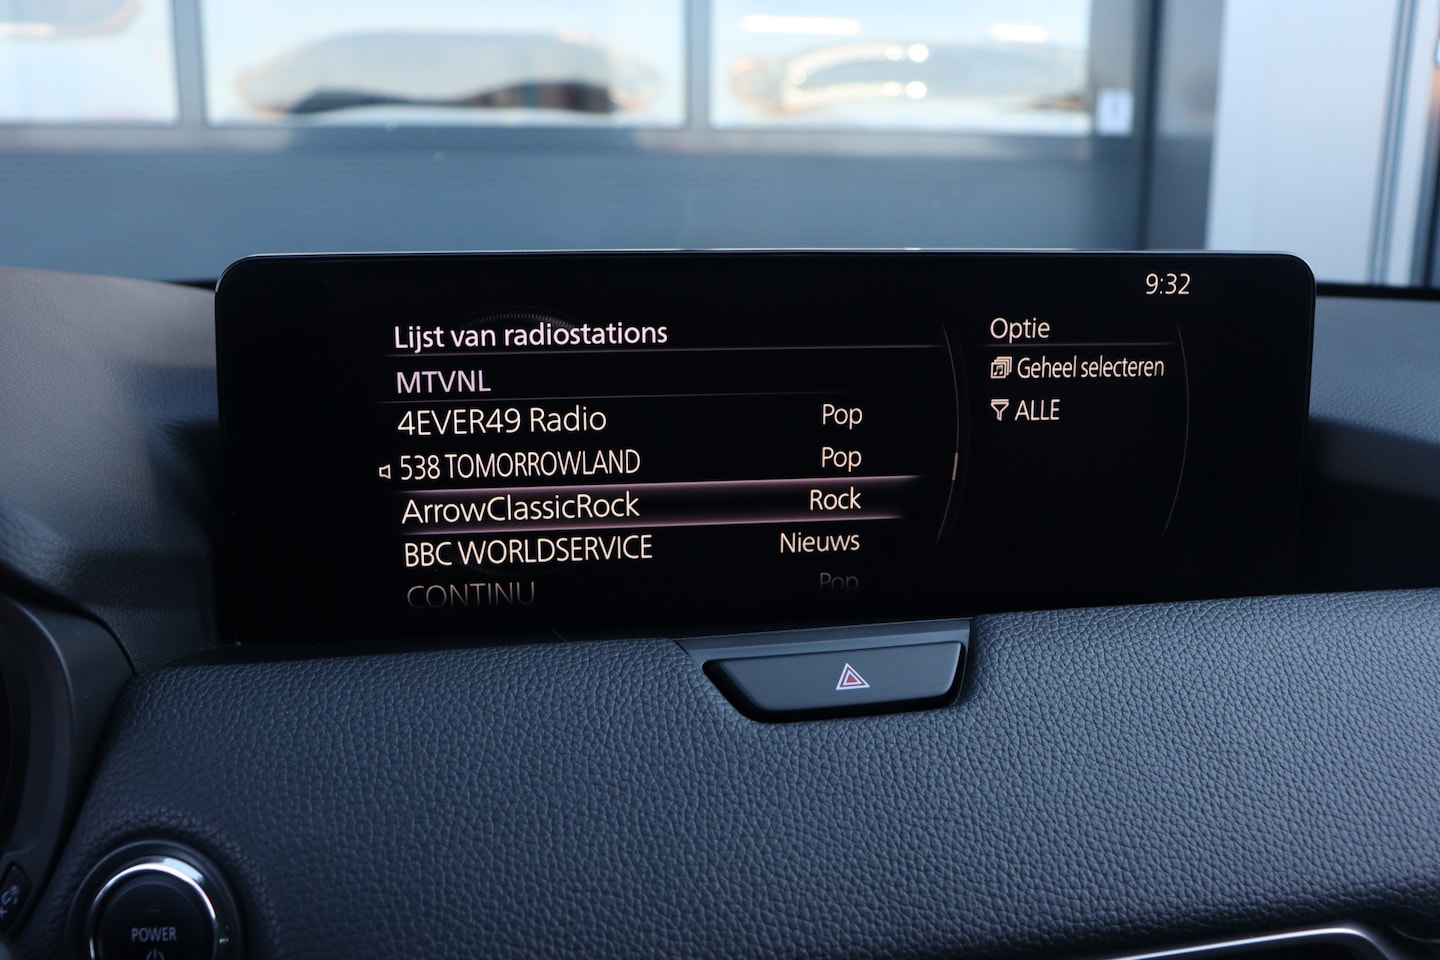 9:32
Lijst van radiostations
MTVNL
4EVER49 Radio Pop
538 TOMORROWLAND Pop
ArrowClassicRock Rock
BBC WORLDSERVICE Nieuws
CONTINU Pop
Optie
Geheel selecteren
ALLE
POWER